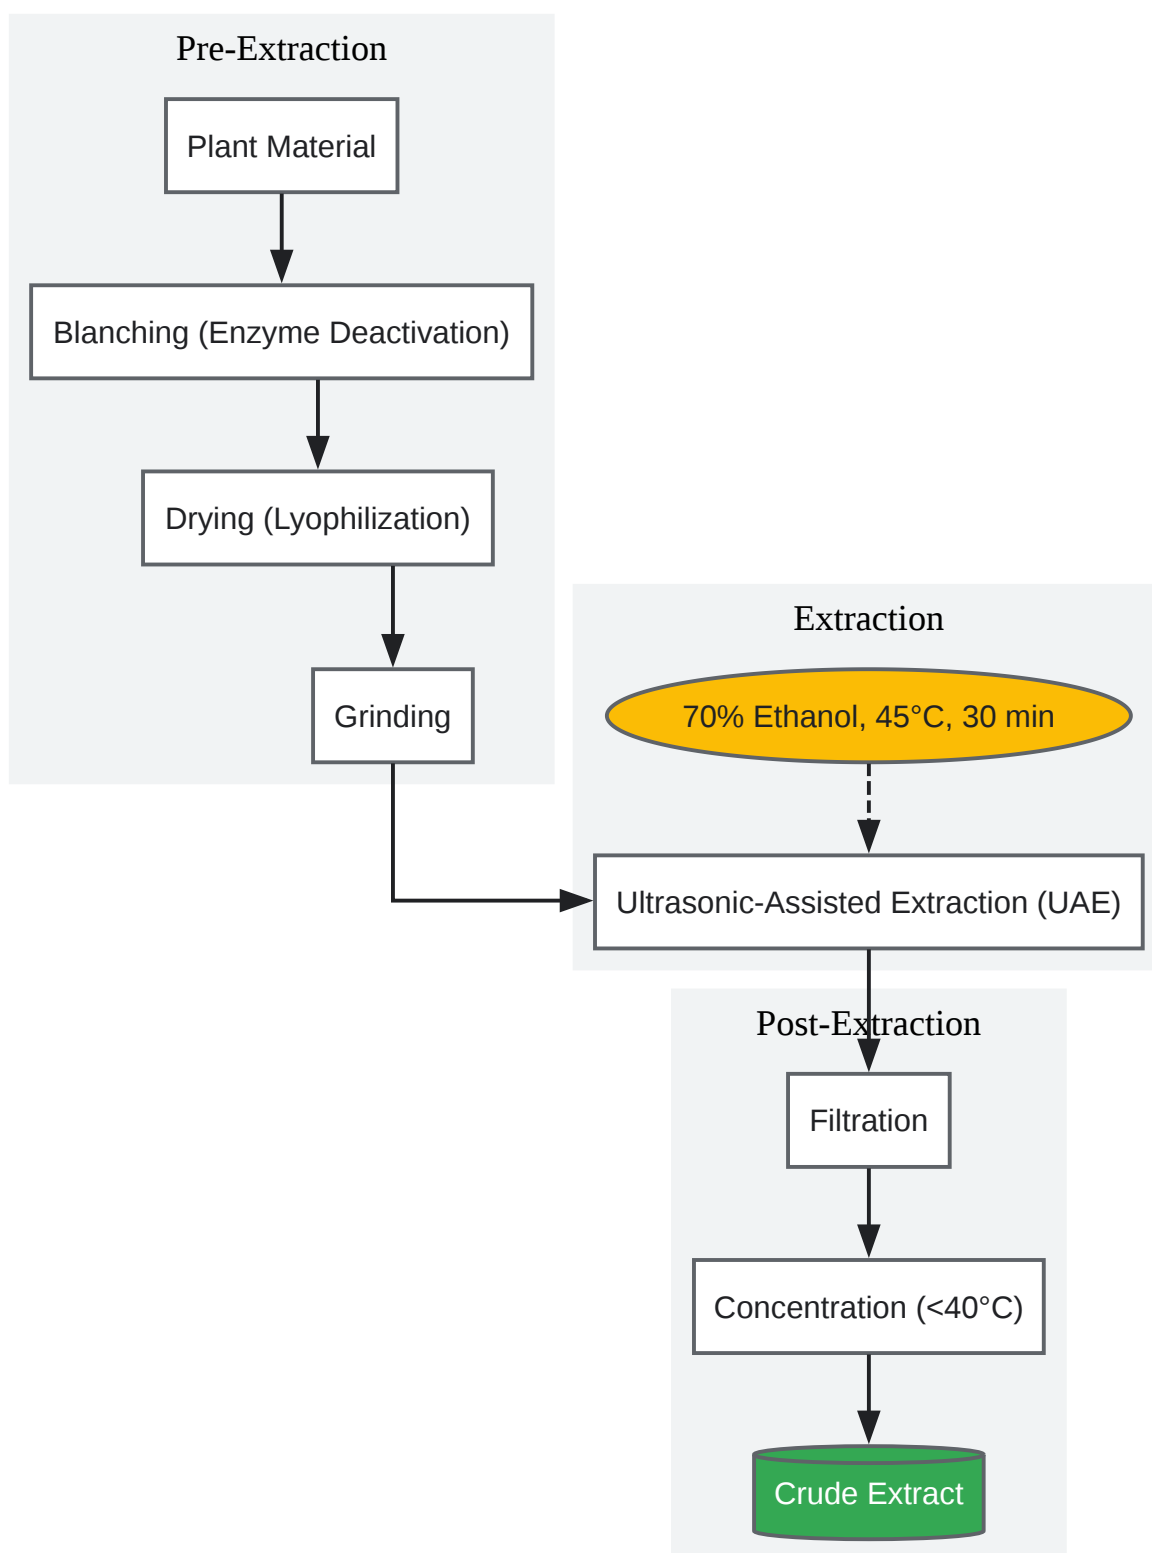 Pre-Extraction
Plant Material
Blanching (Enzyme Deactivation)
Drying (Lyophilization)
Grinding
Extraction
70% Ethanol, 45°C, 30 min
Ultrasonic-Assisted Extraction (UAE)
Post-Extraction
Filtration
Concentration (<40°C)
Crude Extract